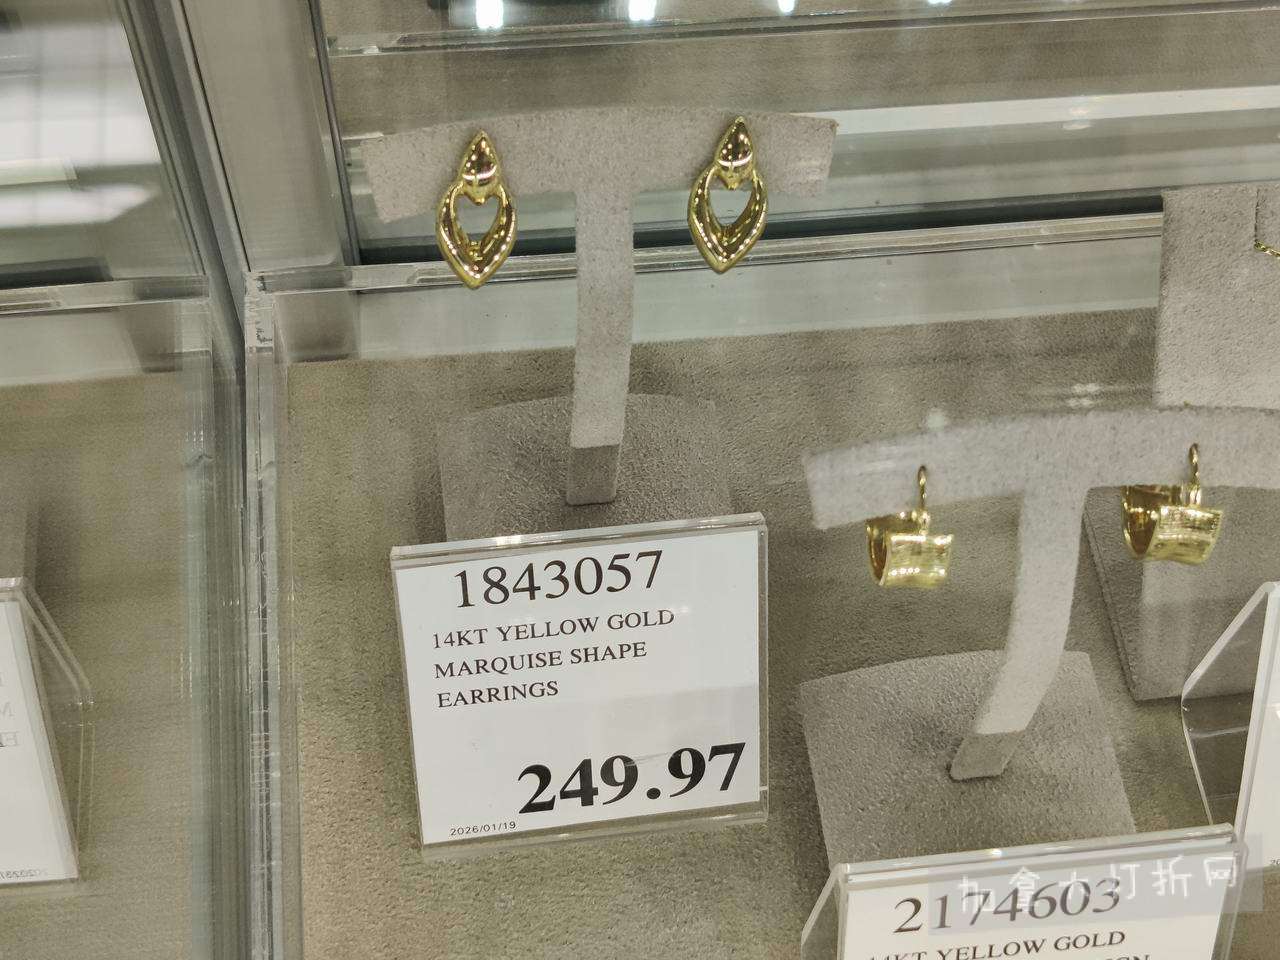 1843057
14KT YELLOW GOLD
MARQUISE SHAPE
EARRINGS
249.97
2026/01/19
2174603
14KT YELLOW GOLD
加拿大打折网